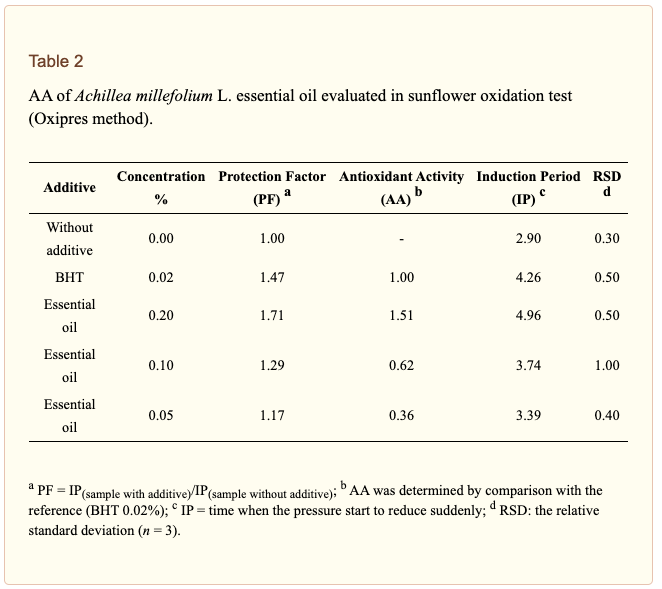 Table 2
AA of Achillea millefolium L. essential oil evaluated in sunflower oxidation test
(Oxipres method).
Additive Concentration % Protection Factor (PF) a Antioxidant Activity (AA) b Induction Period (IP) c RSD d
Without additive 0.00 1.00 - 2.90 0.30
BHT 0.02 1.47 1.00 4.26 0.50
Essential oil 0.20 1.71 1.51 4.96 0.50
Essential oil 0.10 1.29 0.62 3.74 1.00
Essential oil 0.05 1.17 0.36 3.39 0.40
a PF = IP(sample with additive)/IP(sample without additive); b AA was determined by comparison with the
reference (BHT 0.02%); c IP = time when the pressure start to reduce suddenly; d RSD: the relative
standard deviation (n = 3).